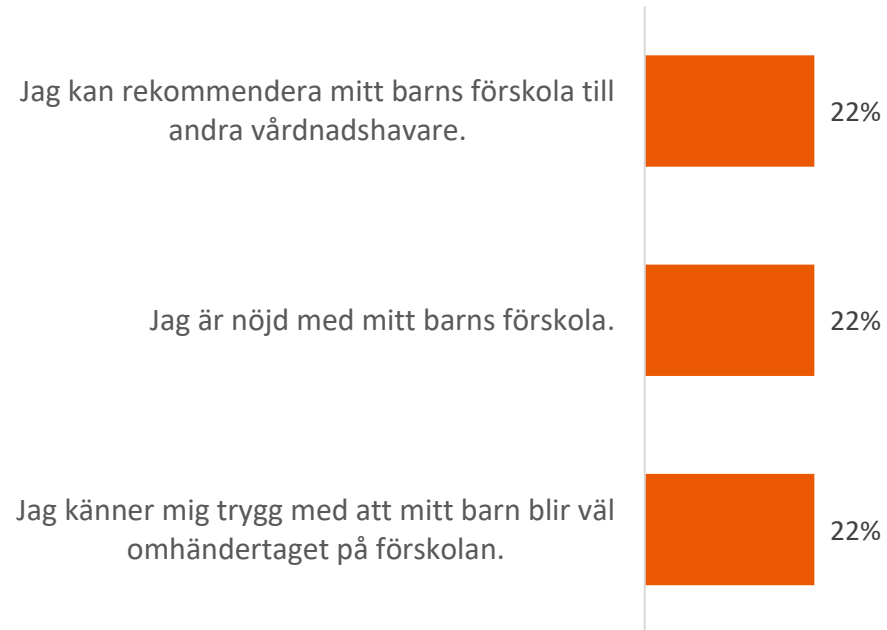 Jag kan rekommendera mitt barns förskola till
andra vårdnadshavare.
22%
Jag är nöjd med mitt barns förskola.
22%
Jag känner mig trygg med att mitt barn blir väl
omhändertaget på förskolan.
22%